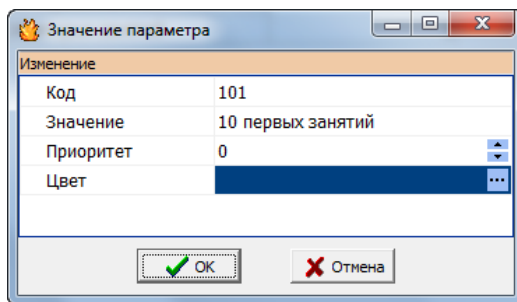 Значение параметра
Изменение
Код 101
Значение 10 первых занятий
Приоритет 0
Цвет ...
OK Отмена